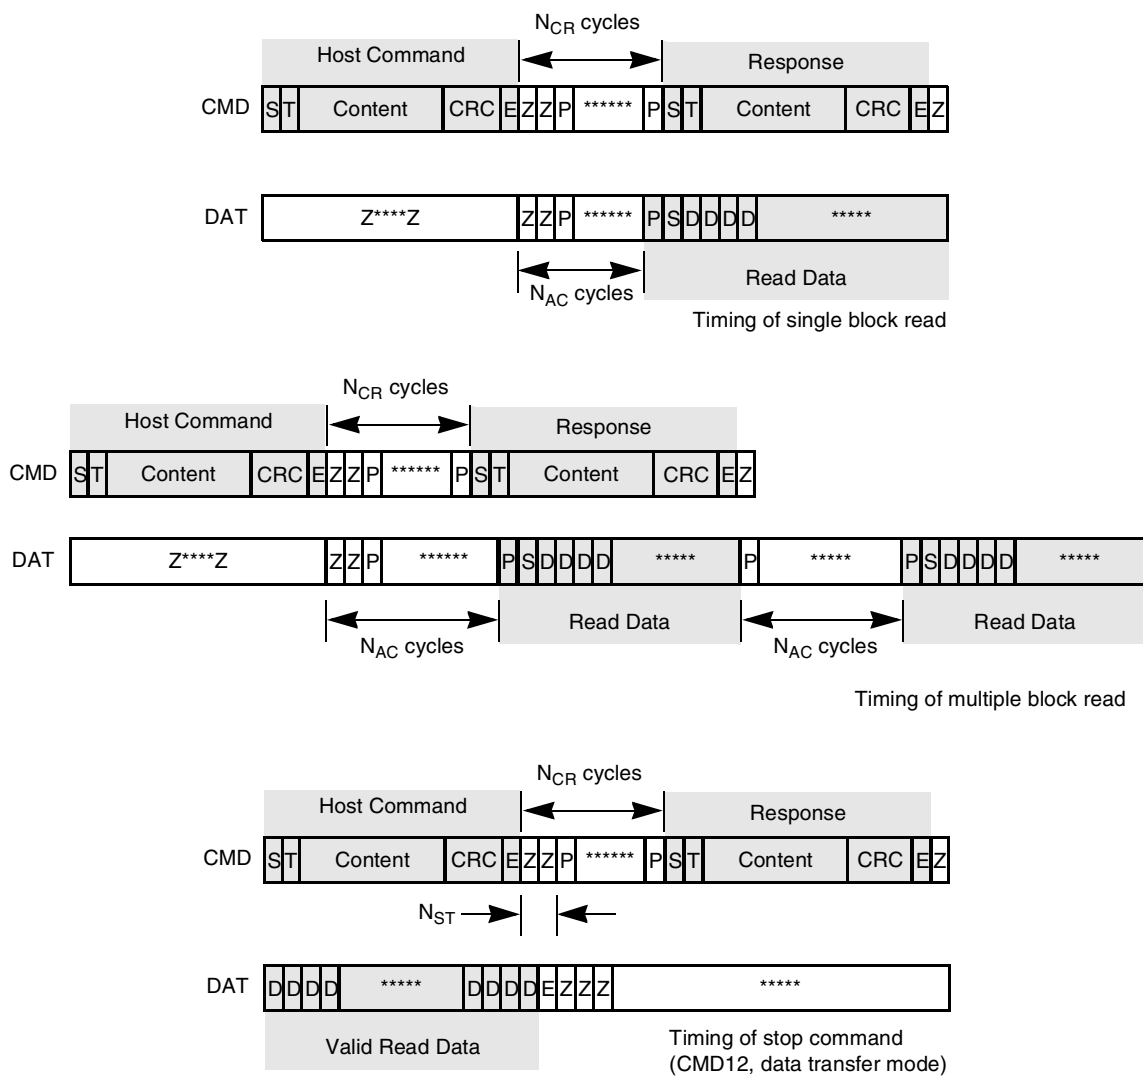 N_CR cycles
Host Command
Response
CMD S T Content CRC E Z Z P ****** P S T Content CRC E Z
DAT Z****Z Z Z P ****** P S D D D D *****
N_AC cycles
Read Data
Timing of single block read
N_CR cycles
Host Command
Response
CMD S T Content CRC E Z Z P ****** P S T Content CRC E Z
DAT Z****Z Z Z P ****** P S D D D D ***** P ***** P S D D D D *****
N_AC cycles Read Data N_AC cycles Read Data
Timing of multiple block read
N_CR cycles
Host Command
Response
CMD S T Content CRC E Z Z P ****** P S T Content CRC E Z
N_ST
DAT D D D D ***** D D D D E Z Z Z *****
Valid Read Data
Timing of stop command
(CMD12, data transfer mode)